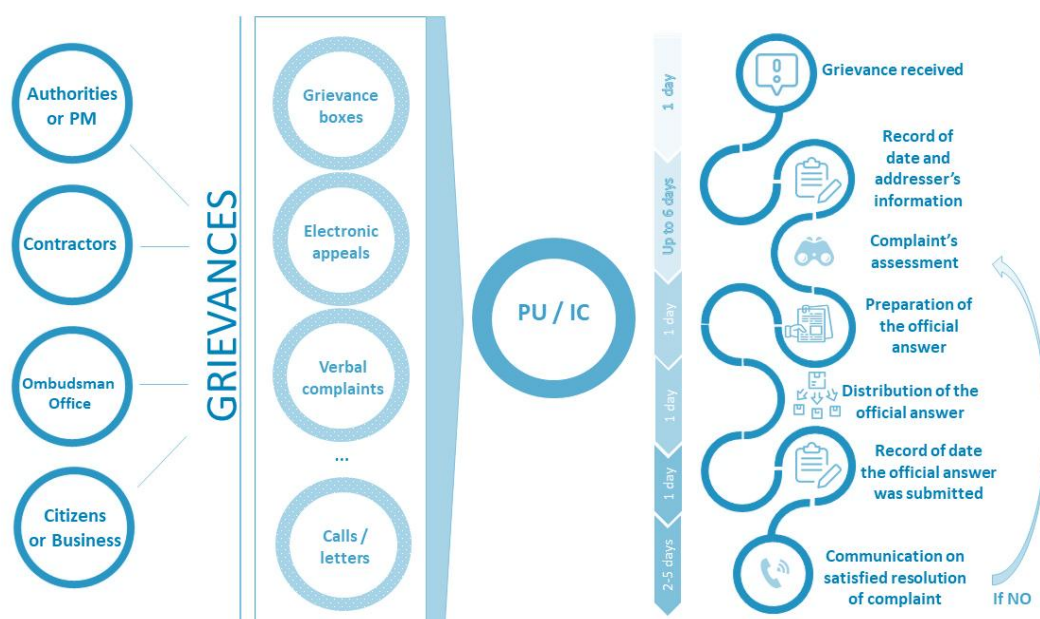 Authorities
or PM
Contractors
Ombudsman
Office
Citizens
or Business
GRIEVANCES
Grievance
boxes
Electronic
appeals
Verbal
complaints
...
Calls /
letters
PU / IC
1 day
Up to 6 days
1 day
1 day
1 day
2-5 days
Grievance received
Record of
date and
addresser's
information
Complaint's
assessment
Preparation of
the official
answer
Distribution of the
official answer
Record of date
the official answer
was submitted
Communication on
satisfied resolution
of complaint
If NO